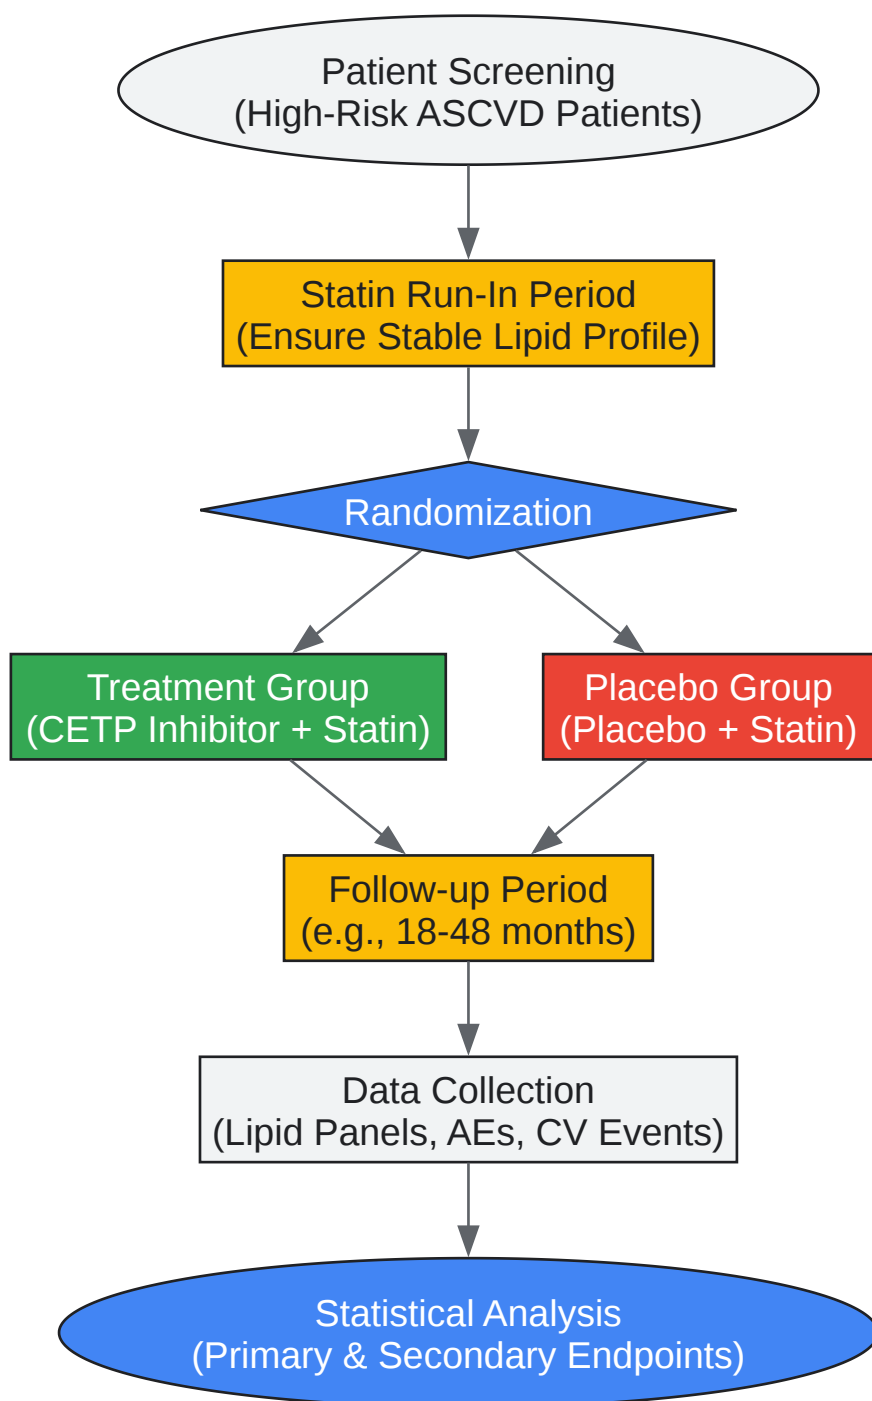 Patient Screening
(High-Risk ASCVD Patients)
Statin Run-In Period
(Ensure Stable Lipid Profile)
Randomization
Treatment Group
(CETP Inhibitor + Statin)
Placebo Group
(Placebo + Statin)
Follow-up Period
(e.g., 18-48 months)
Data Collection
(Lipid Panels, AEs, CV Events)
Statistical Analysis
(Primary & Secondary Endpoints)